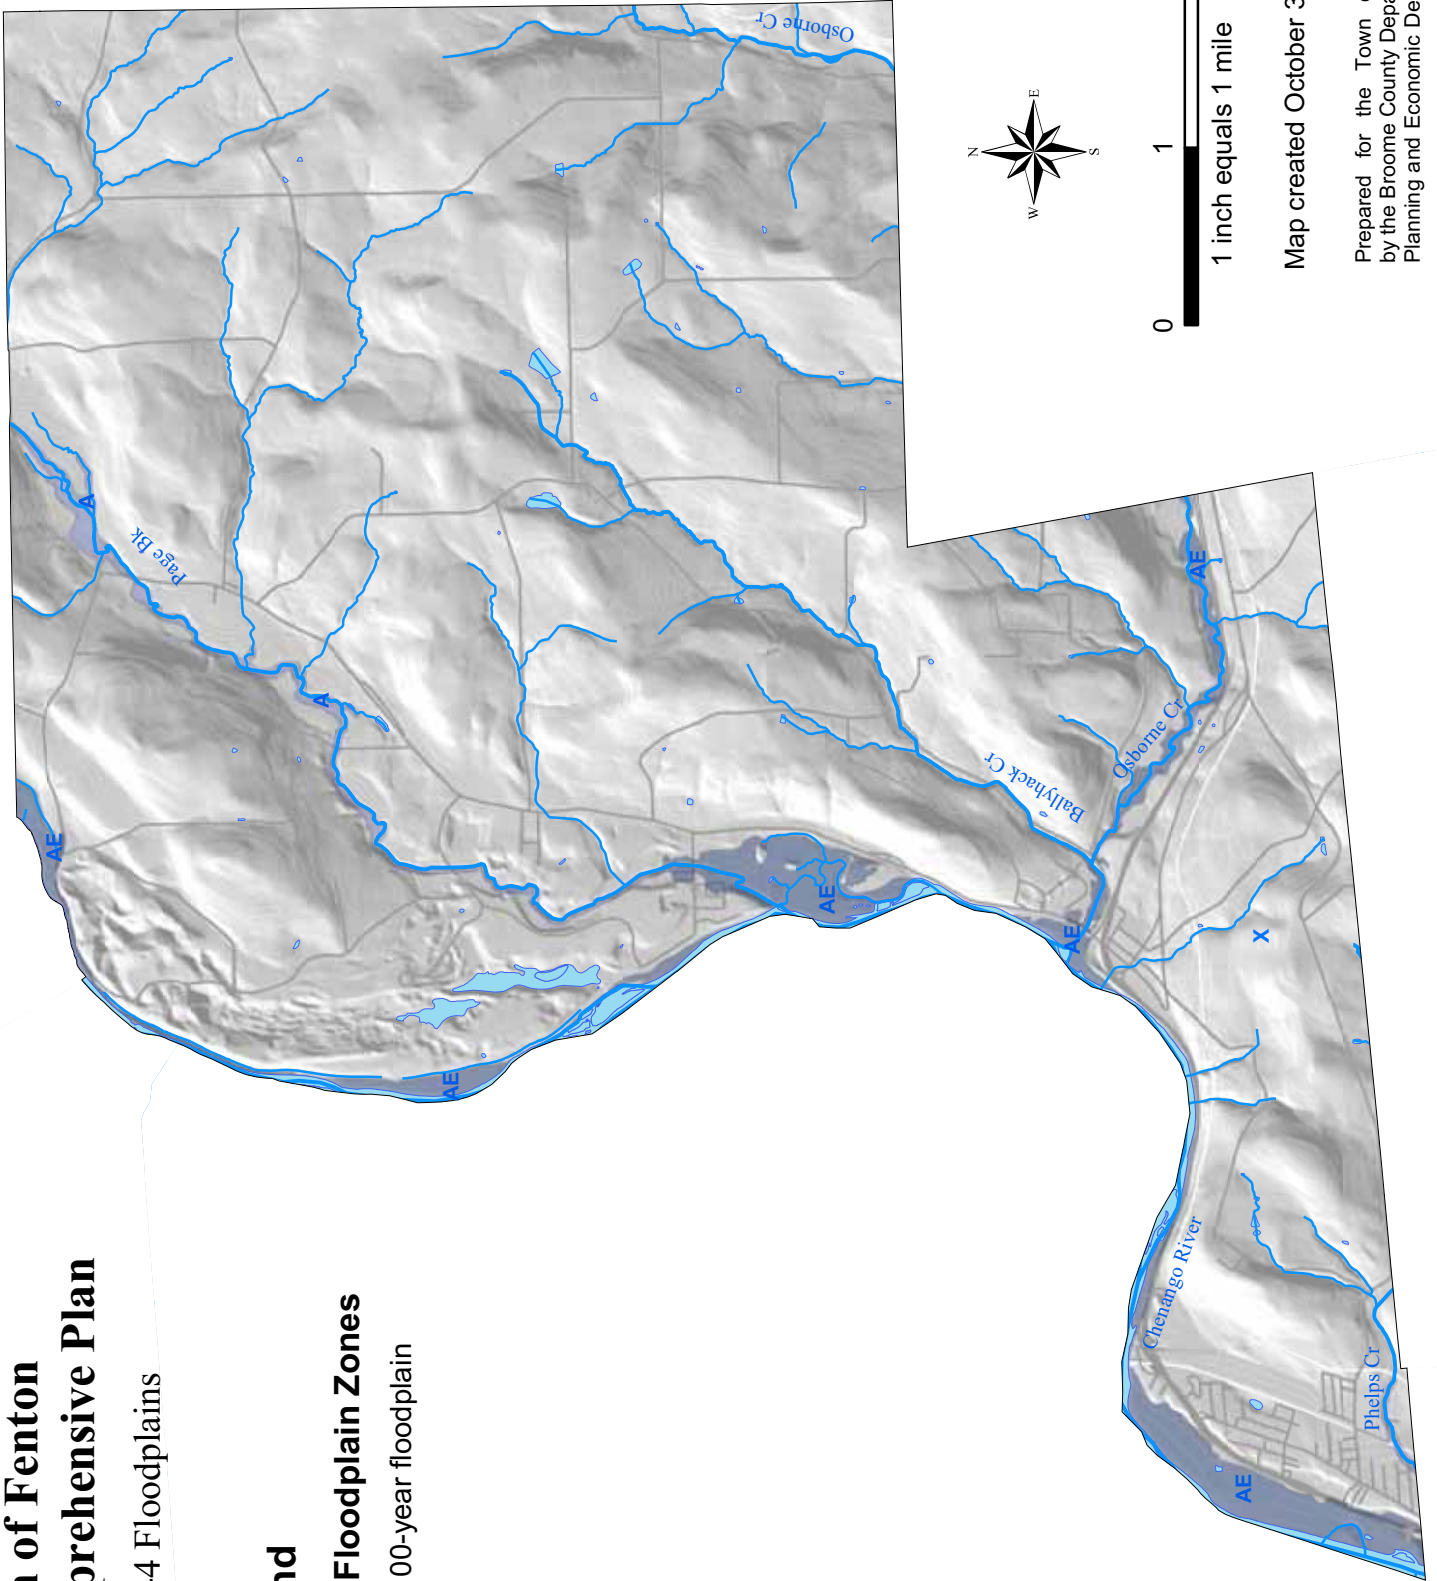 of Fenton
prehensive Plan
4 Floodplains
nd
Floodplain Zones
00-year floodplain
A
Page Bk
A
AE
AE
AE
AE
Ballyhack Cr
Osborne Cr
AE
Osborne Cr
X
Chenango River
Phelps Cr
AE
N
E
S
W
0
1
1 inch equals 1 mile
Map created October 3
Prepared for the Town
by the Broome County Depa
Planning and Economic De